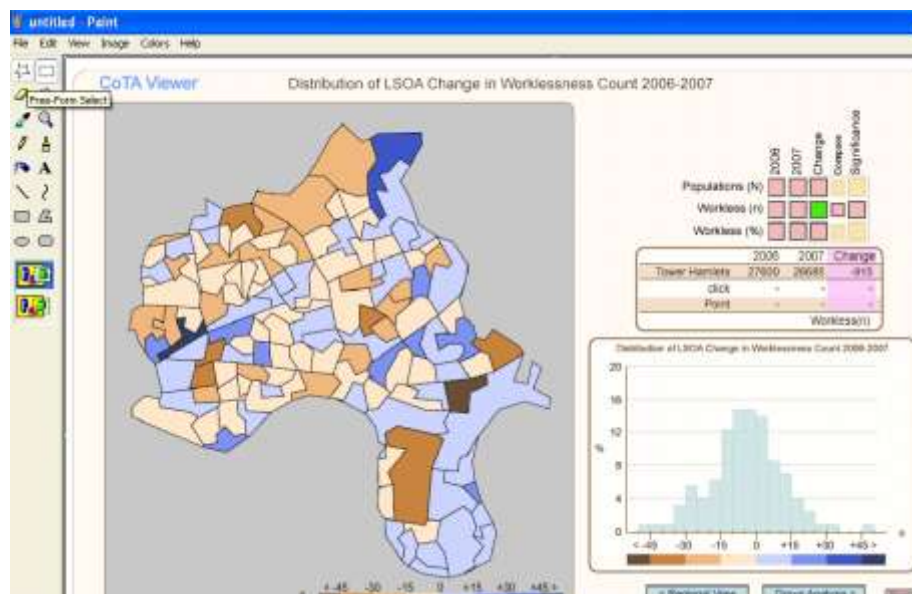 untitled - Paint
File Edit View Image Colors Help
CoTA Viewer
Distribution of LSOA Change in Worklessness Count 2006-2007
Free-Form Select
2006 2007 Change Compare Significance
Populations (N)
Workless (n)
Workless (%)
2006 2007 Change
Tower Hamlets 27600 26685 -915
click - - -
Point - - -
Workless(n)
Distribution of LSOA Change in Worklessness Count 2006-2007
20
16
12
8
4
0
%
< -45 -30 -15 0 +15 +30 +45 >
< -45 -30 -15 0 +15 +30 +45 >